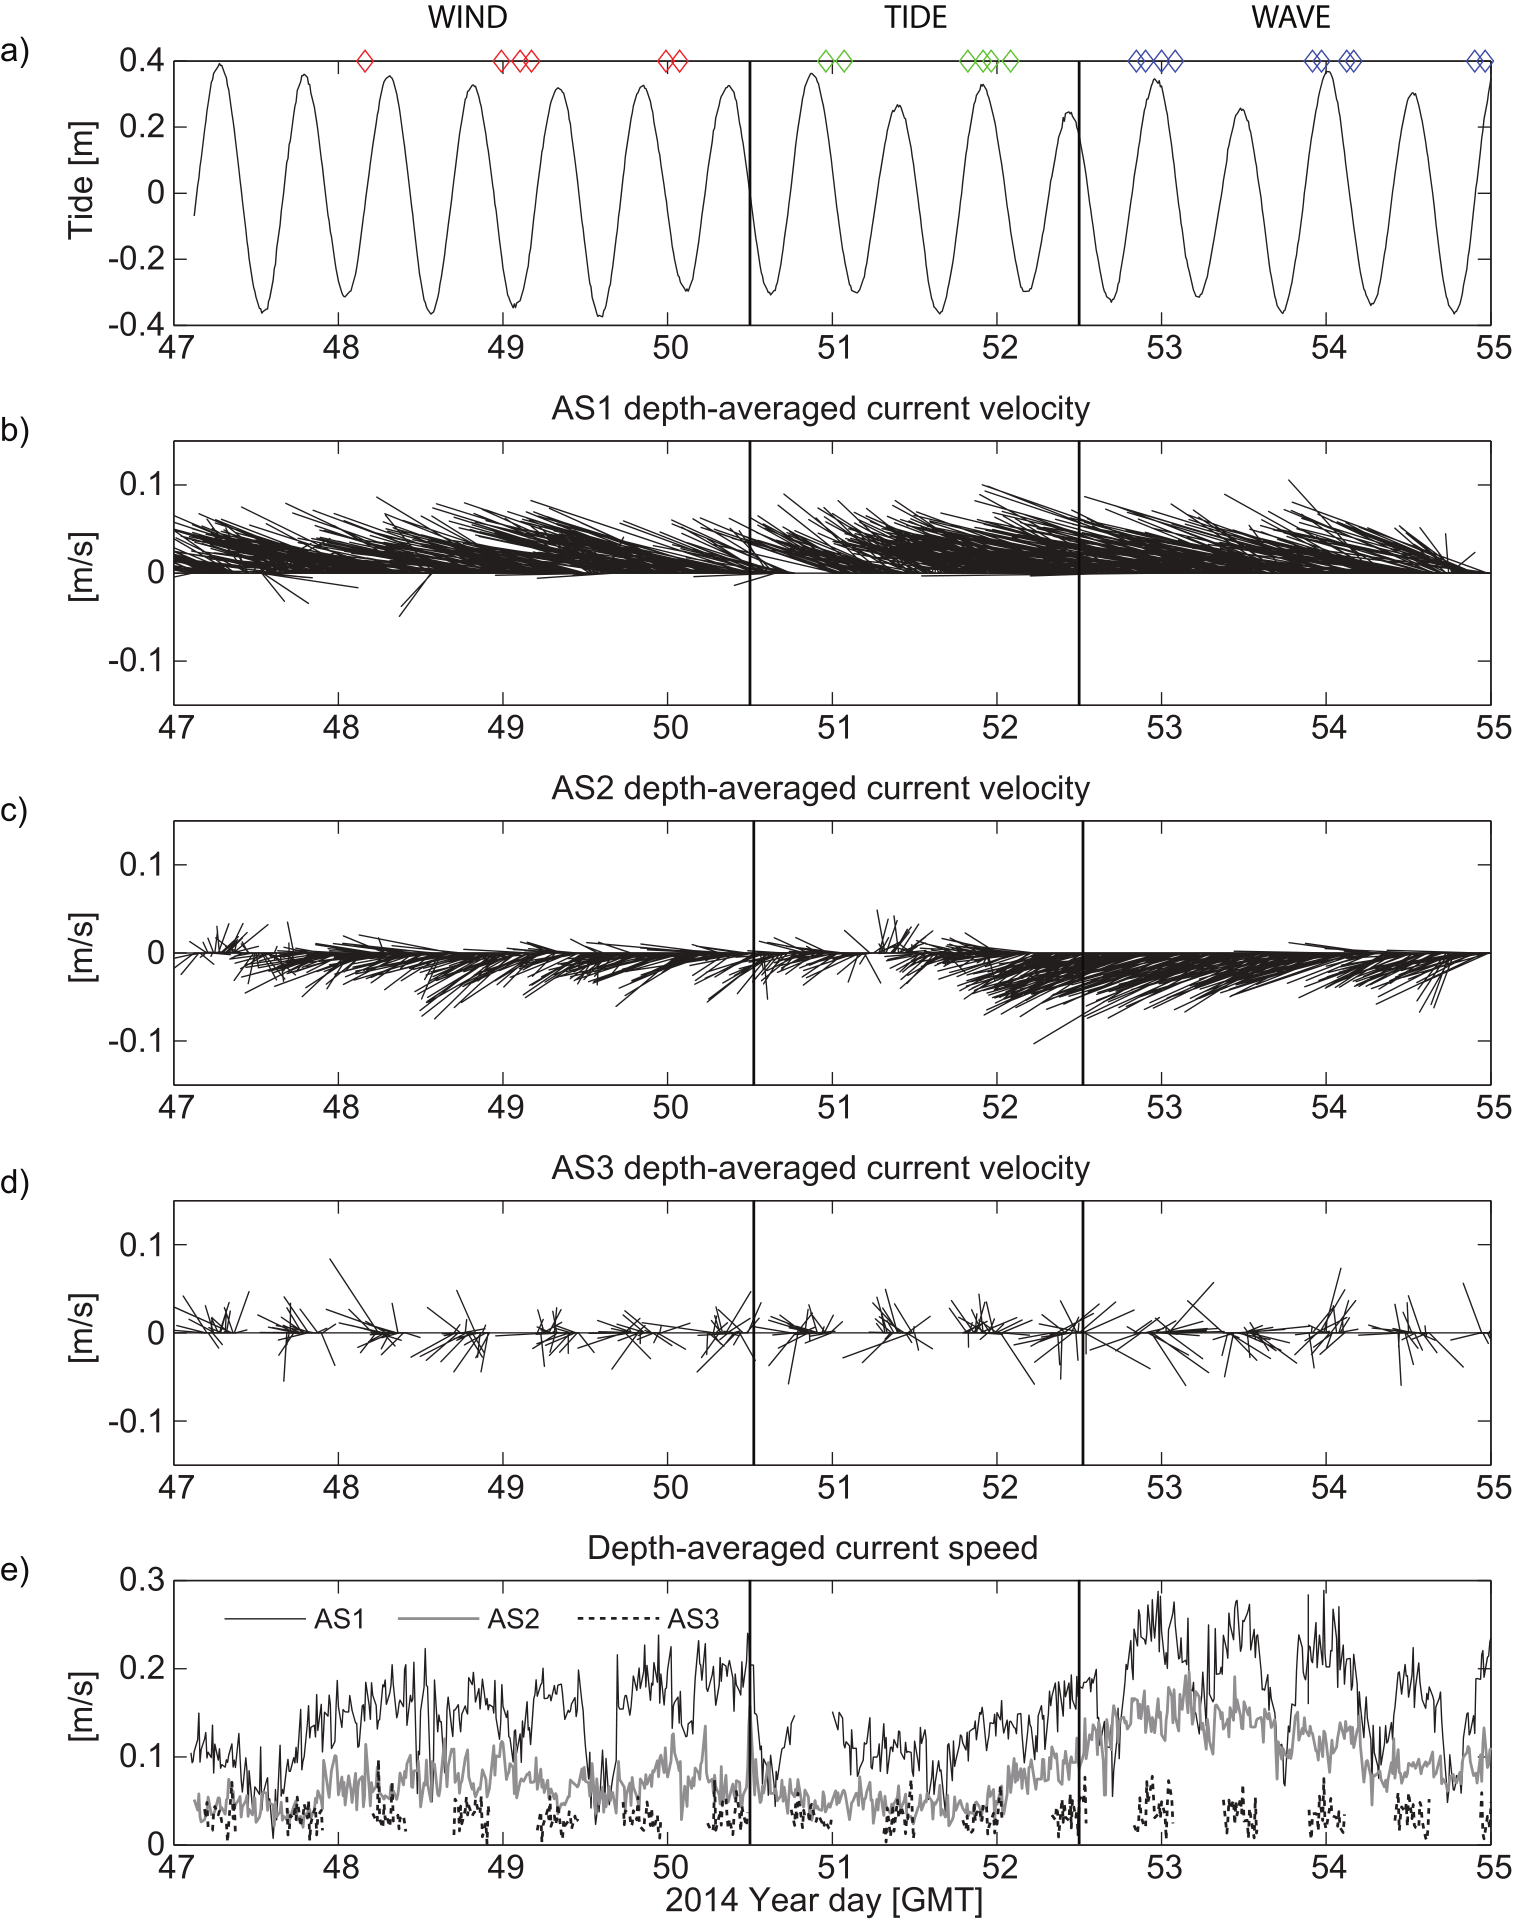 WIND TIDE WAVE
a)
0.4
0.2
0
-0.2
-0.4
Tide [m]
47 48 49 50 51 52 53 54 55
AS1 depth-averaged current velocity
b)
0.1
0
-0.1
[m/s]
47 48 49 50 51 52 53 54 55
AS2 depth-averaged current velocity
c)
0.1
0
-0.1
[m/s]
47 48 49 50 51 52 53 54 55
AS3 depth-averaged current velocity
d)
0.1
0
-0.1
[m/s]
47 48 49 50 51 52 53 54 55
Depth-averaged current speed
e)
0.3
AS1 AS2 AS3
0.2
0.1
0
[m/s]
47 48 49 50 51 52 53 54 55
2014 Year day [GMT]